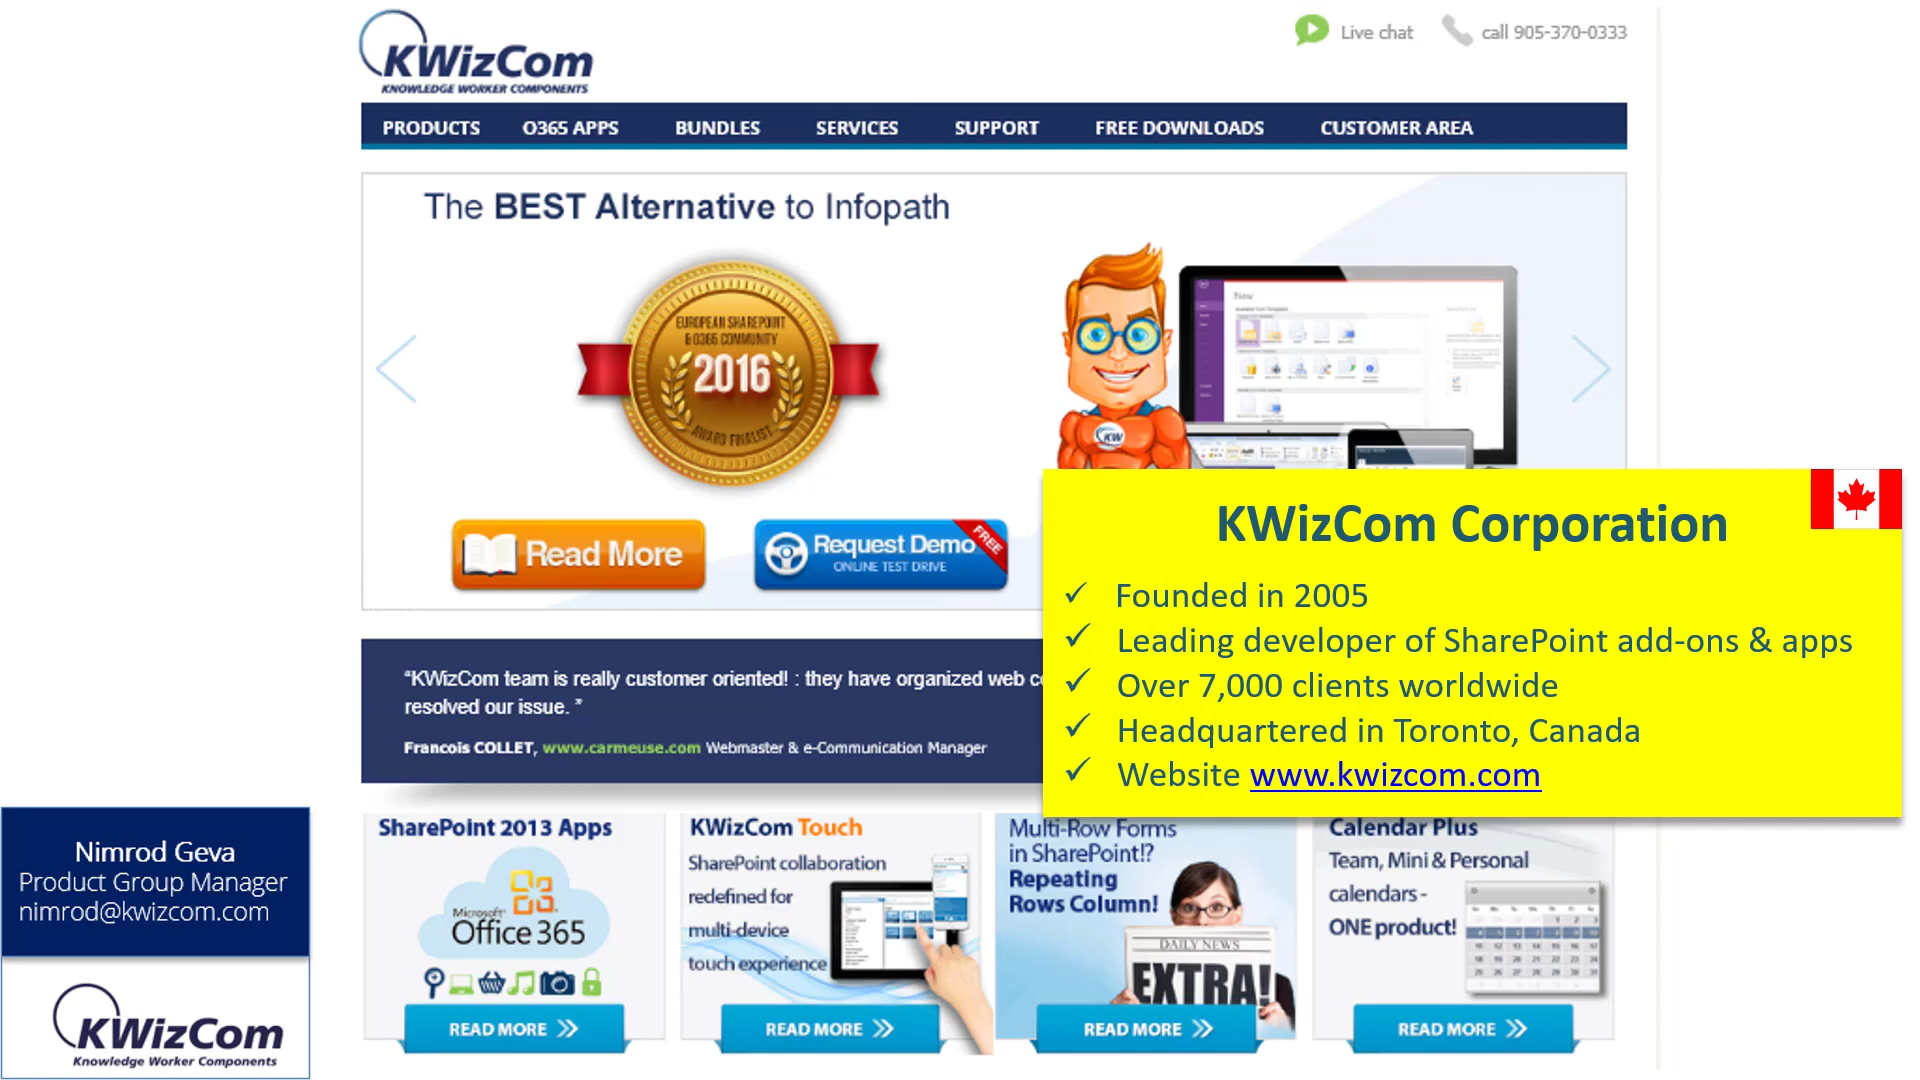 KWizCom
KNOWLEDGE WORKER COMPONENTS
Live chat
call 905-370-0333
PRODUCTS
O365 APPS
BUNDLES
SERVICES
SUPPORT
FREE DOWNLOADS
CUSTOMER AREA
The BEST Alternative to Infopath
EUROPEAN SHAREPOINT
& O365 COMMUNITY
2016
AWARD FINALIST
New
KW
Read More
Request Demo
ONLINE TEST DRIVE
FREE
KWizCom Corporation
✓ Founded in 2005
✓ Leading developer of SharePoint add-ons & apps
✓ Over 7,000 clients worldwide
✓ Headquartered in Toronto, Canada
✓ Website www.kwizcom.com
"KWizCom team is really customer oriented! : they have organized web
resolved our issue. "
Francois COLLET, www.carmeuse.com Webmaster & e-Communication Manager
SharePoint 2013 Apps
Microsoft
Office 365
READ MORE
KWizCom Touch
SharePoint collaboration
redefined for
multi-device
touch experience
READ MORE
Multi-Row Forms
in SharePoint!?
Repeating
Rows Column!
DAILY NEWS
EXTRA!
READ MORE
Calendar Plus
Team, Mini & Personal
calendars -
ONE product!
READ MORE
Nimrod Geva
Product Group Manager
nimrod@kwizcom.com
KWizCom
Knowledge Worker Components